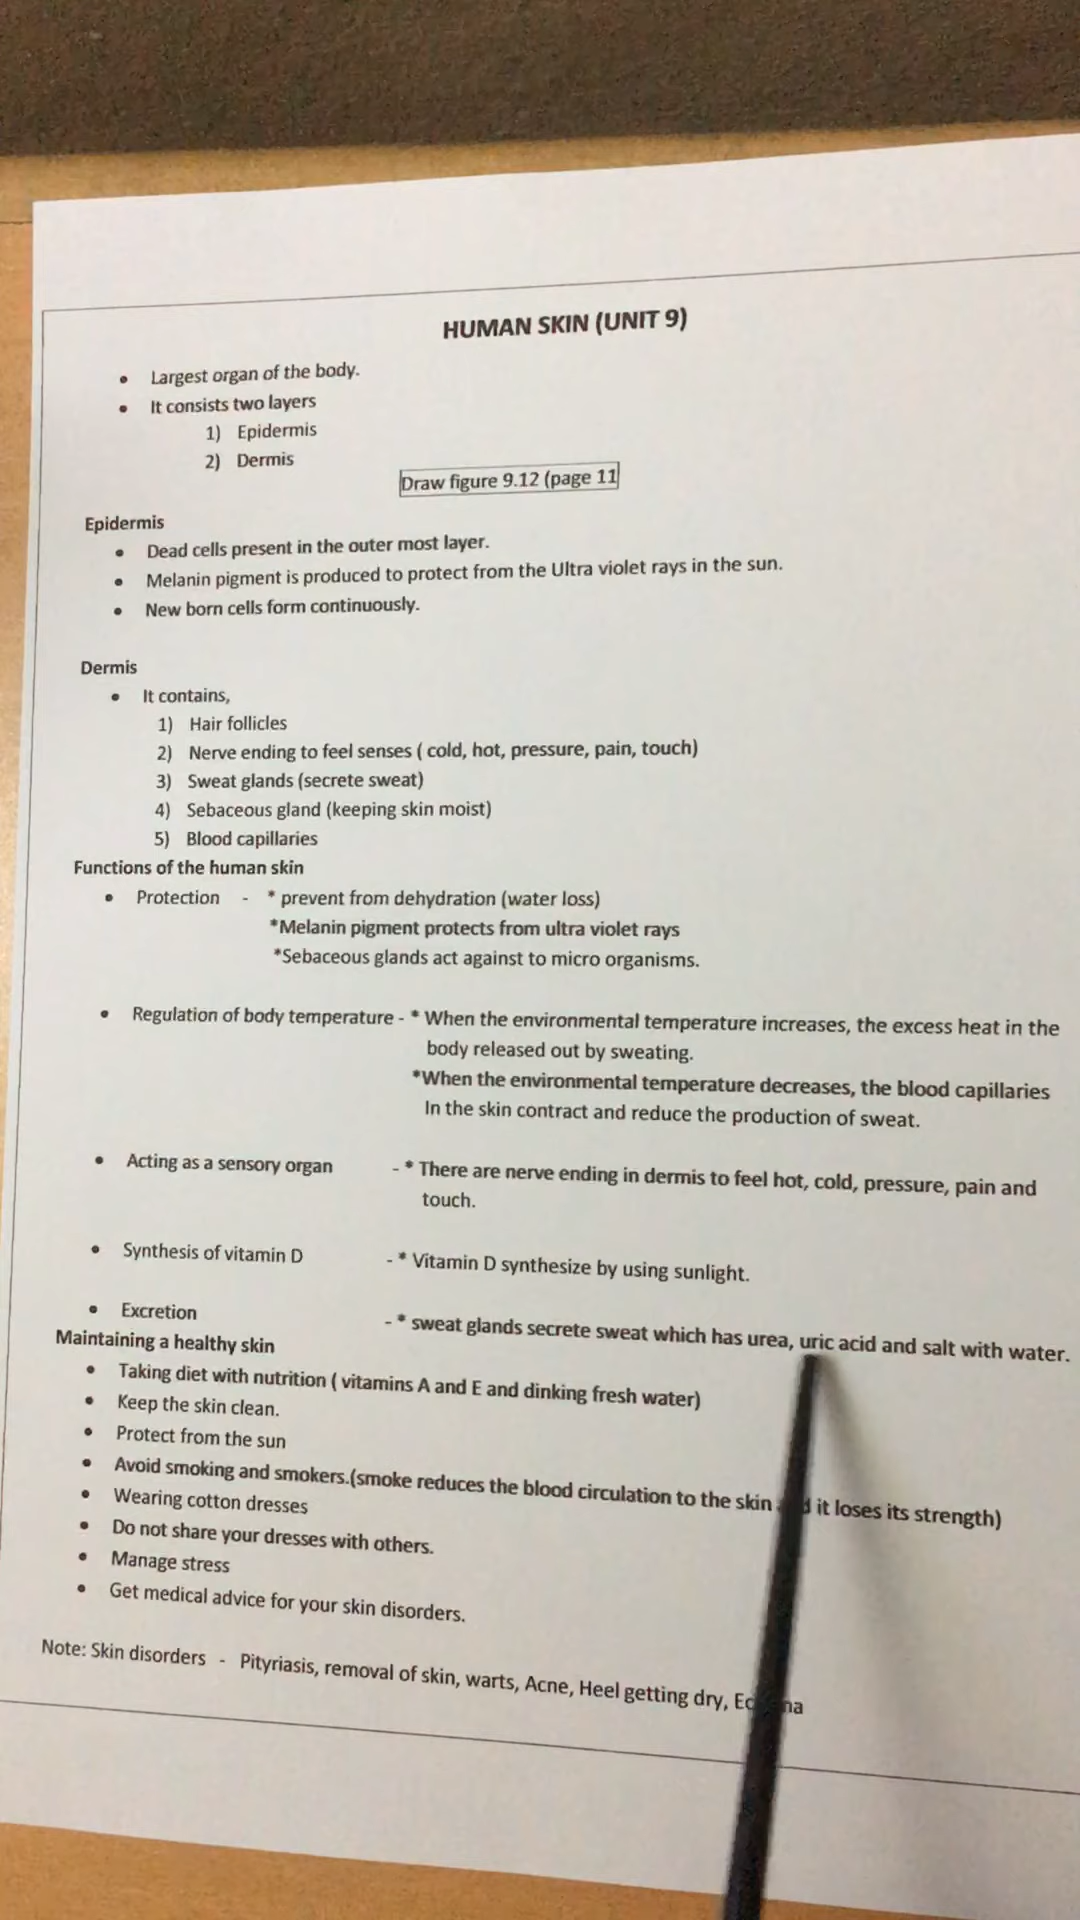 HUMAN SKIN (UNIT 9)
• Largest organ of the body.
• It consists two layers
1) Epidermis
2) Dermis
Draw figure 9.12 (page 11
Epidermis
• Dead cells present in the outer most layer.
• Melanin pigment is produced to protect from the Ultra violet rays in the sun.
• New born cells form continuously.
Dermis
• It contains,
1) Hair follicles
2) Nerve ending to feel senses ( cold, hot, pressure, pain, touch)
3) Sweat glands (secrete sweat)
4) Sebaceous gland (keeping skin moist)
5) Blood capillaries
Functions of the human skin
• Protection - * prevent from dehydration (water loss)
*Melanin pigment protects from ultra violet rays
*Sebaceous glands act against to micro organisms.
• Regulation of body temperature - * When the environmental temperature increases, the excess heat in the
body released out by sweating.
*When the environmental temperature decreases, the blood capillaries
In the skin contract and reduce the production of sweat.
• Acting as a sensory organ - * There are nerve ending in dermis to feel hot, cold, pressure, pain and
touch.
• Synthesis of vitamin D - * Vitamin D synthesize by using sunlight.
• Excretion - * sweat glands secrete sweat which has urea, uric acid and salt with water.
Maintaining a healthy skin
• Taking diet with nutrition ( vitamins A and E and dinking fresh water)
• Keep the skin clean.
• Protect from the sun
• Avoid smoking and smokers.(smoke reduces the blood circulation to the skin it loses its strength)
• Wearing cotton dresses
• Do not share your dresses with others.
• Manage stress
• Get medical advice for your skin disorders.
Note: Skin disorders - Pityriasis, removal of skin, warts, Acne, Heel getting dry,